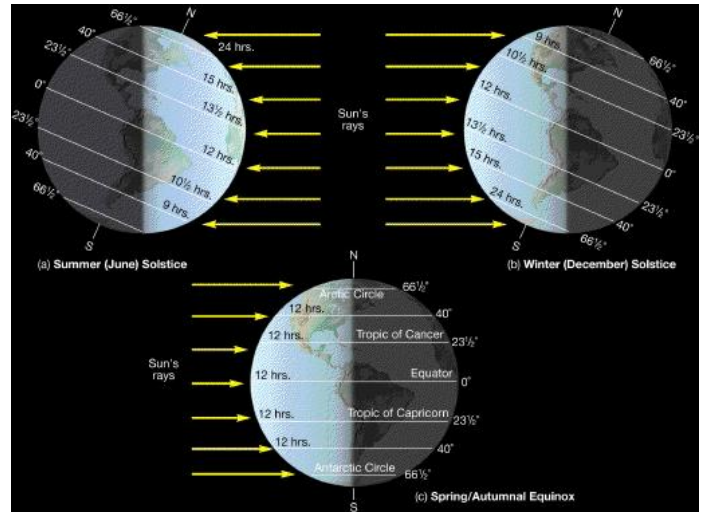 N
66½°
40°
23½°
0°
23½°
40°
66½°
24 hrs.
15 hrs.
13½ hrs.
12 hrs.
10½ hrs.
9 hrs.
S
(a) Summer (June) Solstice
Sun's
rays
N
9 hrs.
10½ hrs.
12 hrs.
13½ hrs.
15 hrs.
24 hrs.
66½°
40°
23½°
0°
23½°
40°
66½°
S
(b) Winter (December) Solstice
N
Arctic Circle
66½°
12 hrs.
40°
12 hrs.
Tropic of Cancer
23½°
Sun's
rays
12 hrs.
Equator
0°
12 hrs.
Tropic of Capricorn
23½°
12 hrs.
40°
Antarctic Circle
66½°
S
(c) Spring/Autumnal Equinox